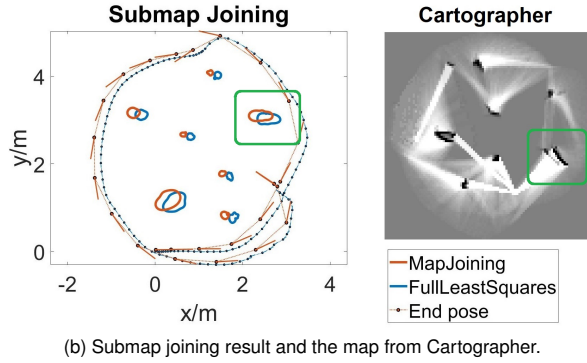 Submap Joining
Cartographer
4
2
0
y/m
-2
0
2
x/m
MapJoining
FullLeastSquares
End pose
(b) Submap joining result and the map from Cartographer.